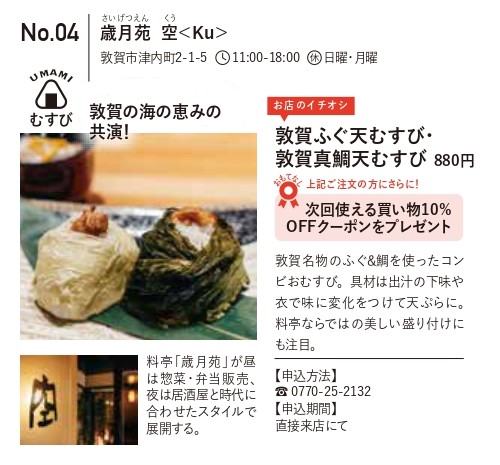 No.04
さいげつえん くう
歳月苑 空<Ku>
敦賀市津内町2-1-5 11:00-18:00 休 日曜・月曜
UMAMI
むすび
敦賀の海の恵みの
共演!
お店のイチオシ
敦賀ふぐ天むすび・
敦賀真鯛天むすび 880円
おもてなし
上記ご注文の方にさらに!
次回使える買い物10%
OFFクーポンをプレゼント
敦賀名物のふぐ&鯛を使ったコン
ビおむすび。具材は出汁の下味や
衣で味に変化をつけて天ぷらに。
料亭ならではの美しい盛り付けに
も注目。
空
料亭「歳月苑」が昼
は惣菜・弁当販売、
夜は居酒屋と時代に
合わせたスタイルで
展開する。
【申込方法】
☎0770-25-2132
【申込期間】
直接来店にて